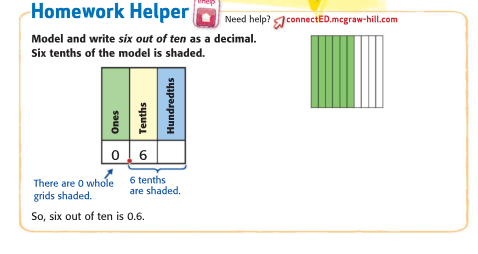 Homework Helper
eHelp
Need help? connectED.mcgraw-hill.com
Model and write six out of ten as a decimal.
Six tenths of the model is shaded.
Ones
Tenths
Hundredths
0 . 6
There are 0 whole
grids shaded.
6 tenths
are shaded.
So, six out of ten is 0.6.